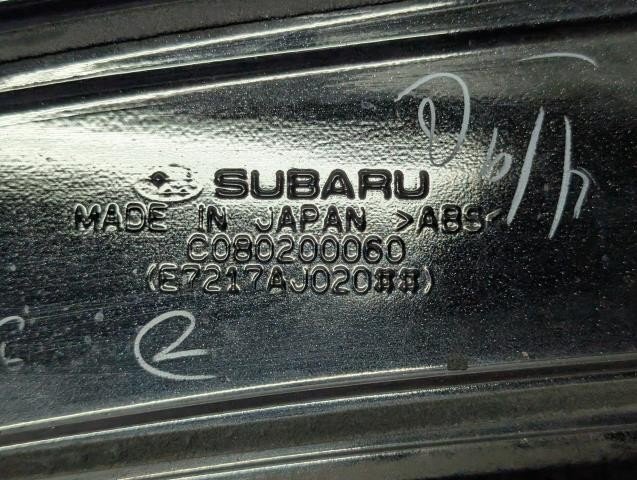 SUBARU
MADE IN JAPAN >ABS<
C080200060
(E7217AJ020##)